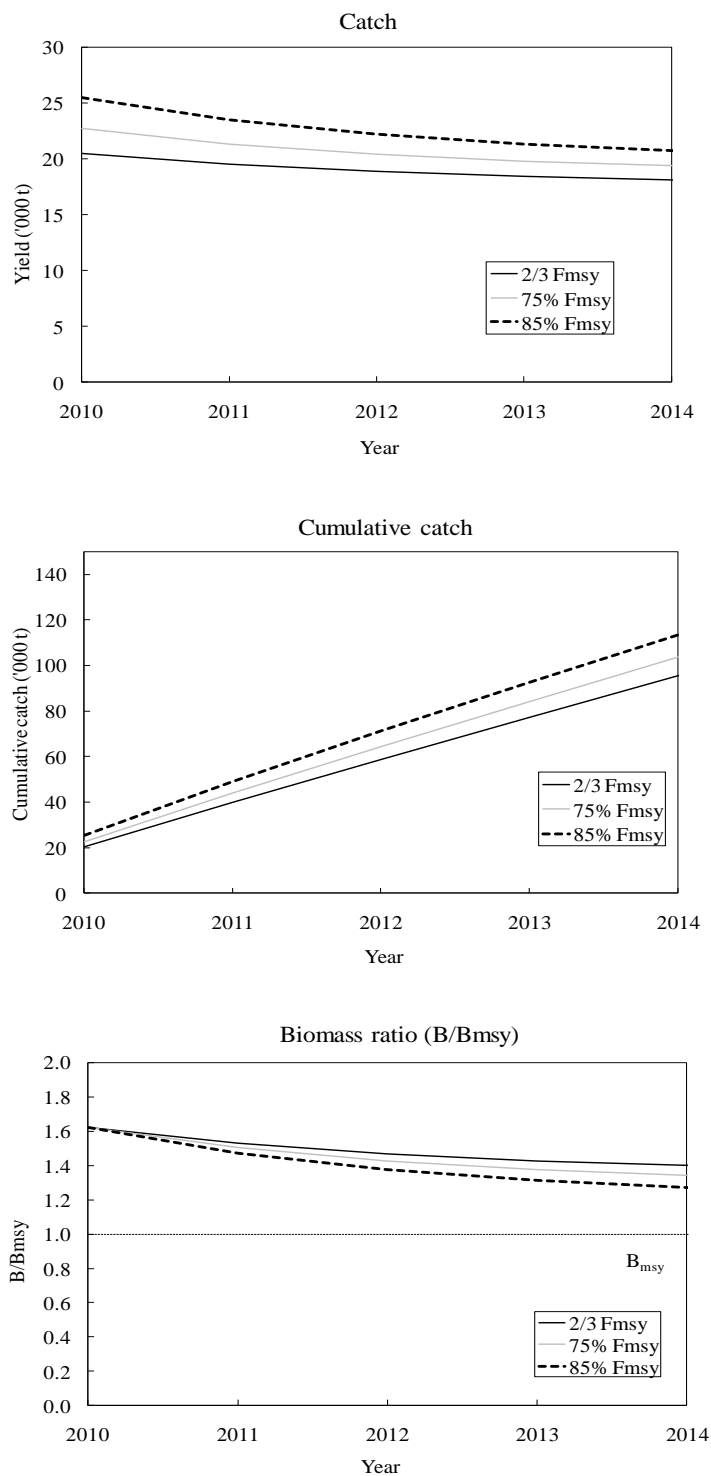 Catch
30
25
20
15
10
5
0
Yield ('000 t)
2/3 Fmsy
75% Fmsy
85% Fmsy
2010 2011 2012 2013 2014
Year
Cumulative catch
140
120
100
80
60
40
20
0
Cumulative catch ('000 t)
2/3 Fmsy
75% Fmsy
85% Fmsy
2010 2011 2012 2013 2014
Year
Biomass ratio (B/Bmsy)
2.0
1.8
1.6
1.4
1.2
1.0
0.8
0.6
0.4
0.2
0.0
B/Bmsy
Bmsy
2/3 Fmsy
75% Fmsy
85% Fmsy
2010 2011 2012 2013 2014
Year